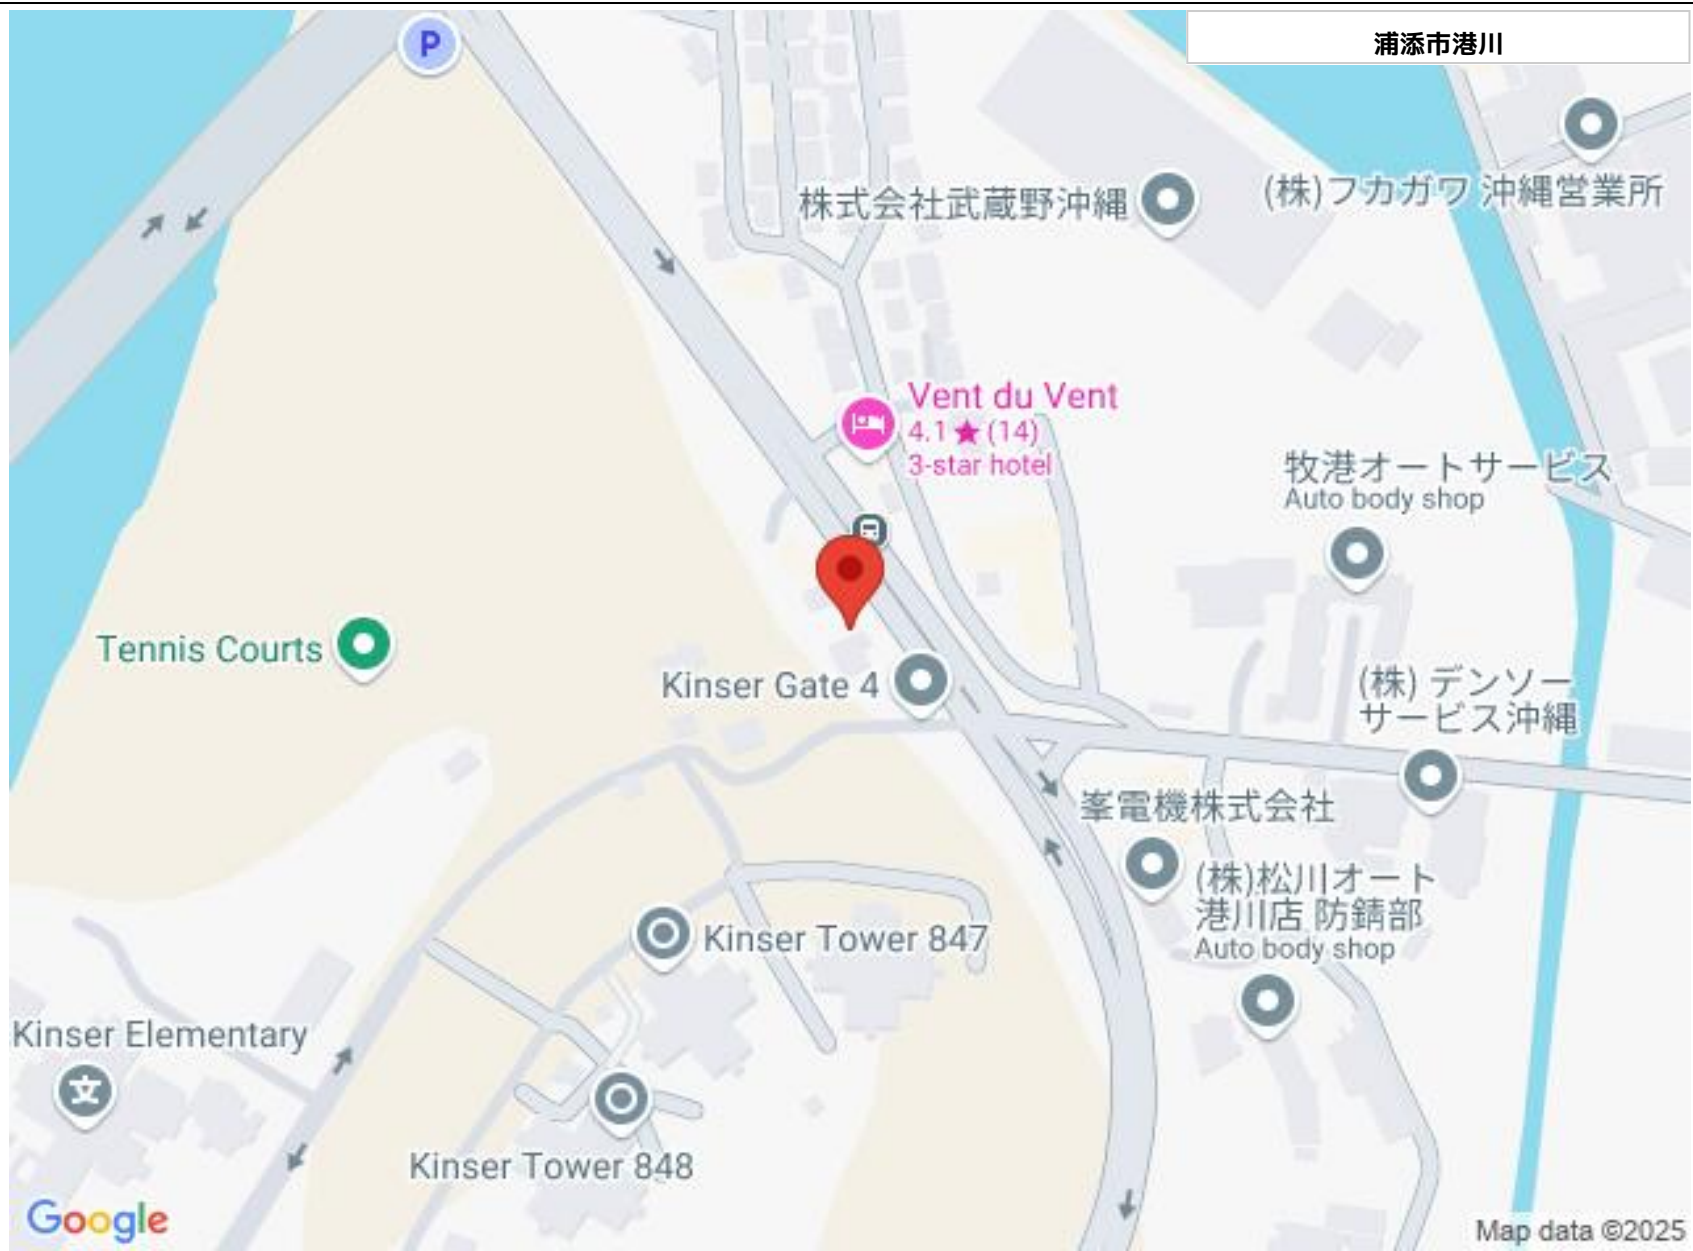 浦添市港川
P
株式会社武蔵野沖縄
(株)フカガワ 沖縄営業所
Vent du Vent
4.1★(14)
3-star hotel
牧港オートサービス
Auto body shop
Tennis Courts
Kinser Gate 4
(株) デンソー
サービス沖縄
峯電機株式会社
(株)松川オート
港川店 防錆部
Auto body shop
Kinser Tower 847
Kinser Elementary
文
Kinser Tower 848
Google
Map data ©2025